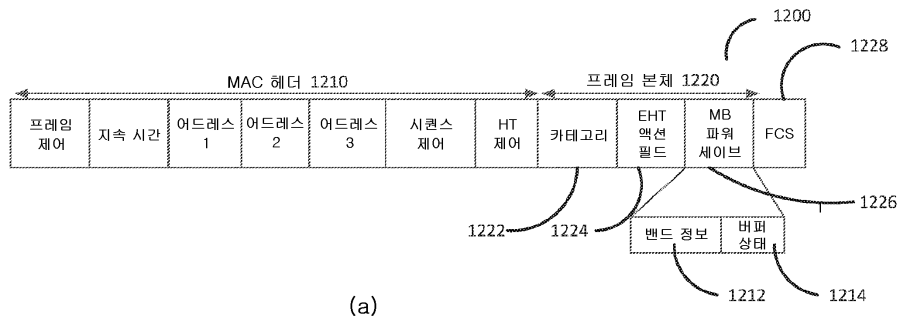 1200
1228
MAC 헤더 1210
프레임 본체 1220
프레임
제어
지속 시간
어드레스
1
어드레스
2
어드레스
3
시퀀스
제어
HT
제어
카테고리
EHT
액션
필드
MB
파워
세이브
FCS
1222
1224
1226
밴드 정보
버퍼
상태
1212
1214
(a)